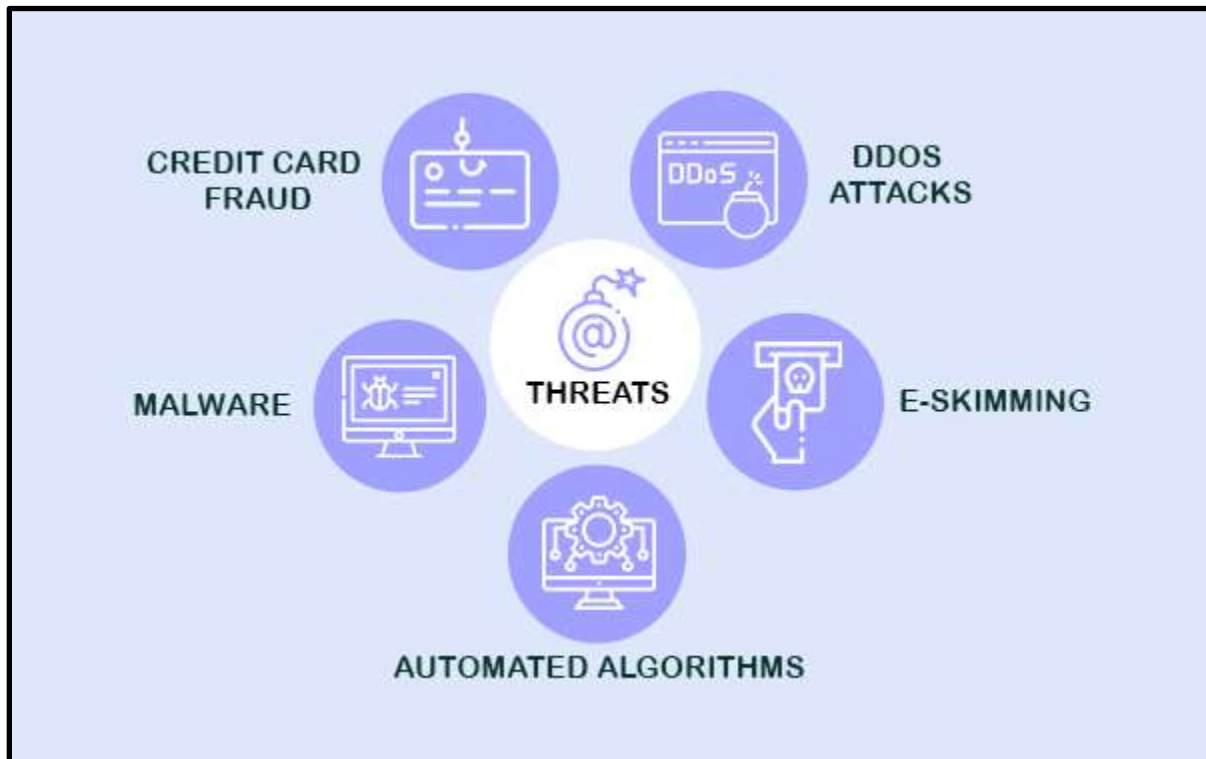 CREDIT CARD
FRAUD
DDoS
DDOS
ATTACKS
@
THREATS
MALWARE
E-SKIMMING
AUTOMATED ALGORITHMS